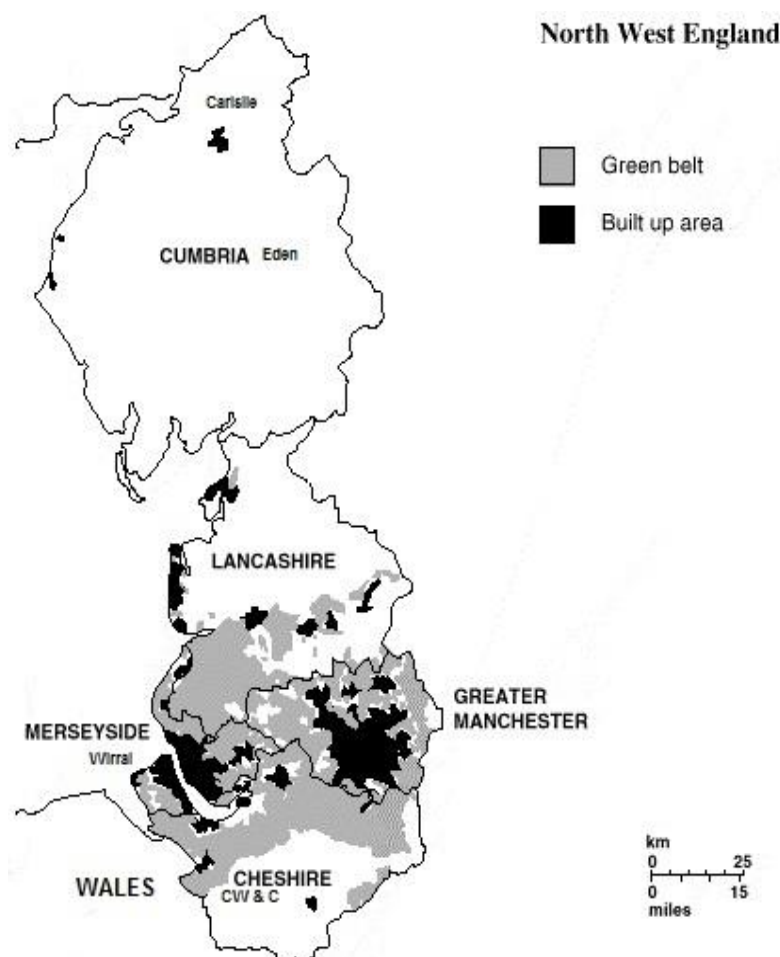 North West England
Carlisle
Green belt
Built up area
CUMBRIA Eden
LANCASHIRE
GREATER
MANCHESTER
MERSEYSIDE
Wirral
WALES
CHESHIRE
CW & C
km
0 25
0 15
miles